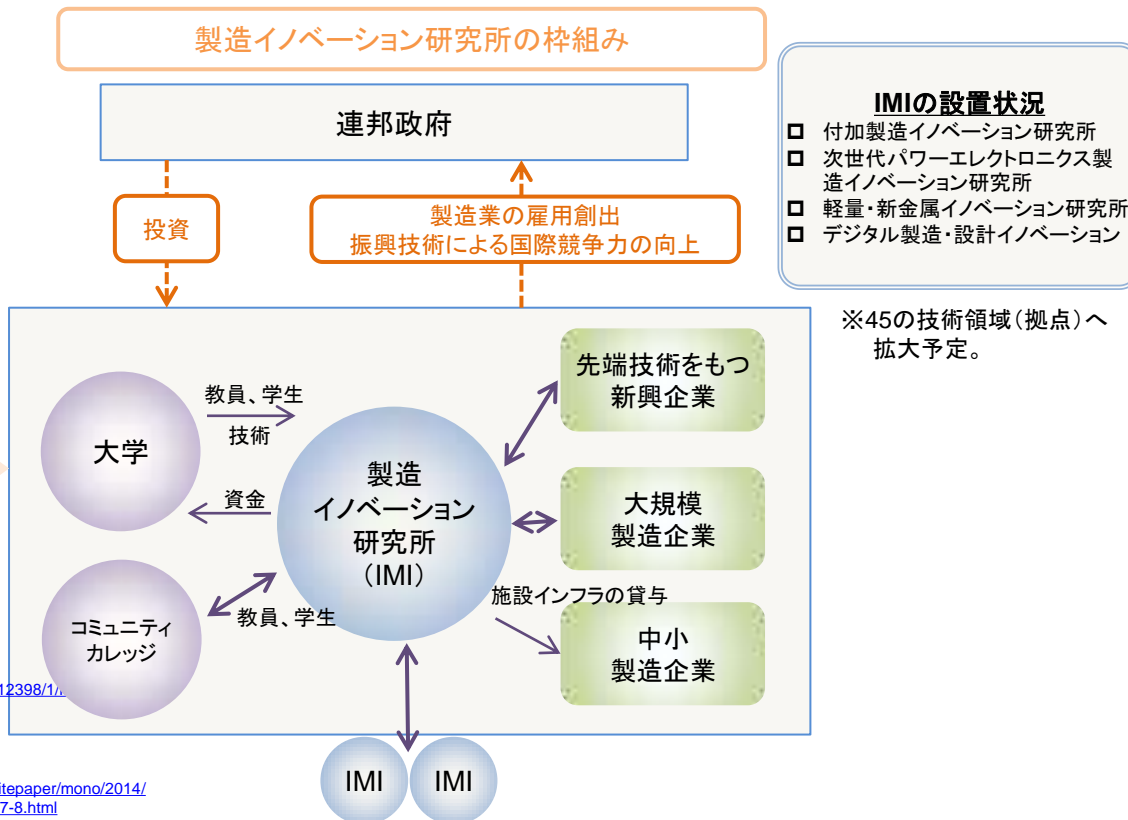 製造イノベーション研究所の枠組み
連邦政府
投資
製造業の雇用創出
振興技術による国際競争力の向上
IMIの設置状況
付加製造イノベーション研究所
次世代パワーエレクトロニクス製
造イノベーション研究所
軽量・新金属イノベーション研究所
デジタル製造・設計イノベーション
※45の技術領域(拠点)へ
拡大予定。
大学
教員、学生
技術
資金
コミュニティ
カレッジ
教員、学生
製造
イノベーション
研究所
(IMI)
先端技術をもつ
新興企業
大規模
製造企業
施設インフラの貸与
中小
製造企業
IMI
IMI
12398/1/
itepaper/mono/2014/
7-8.html